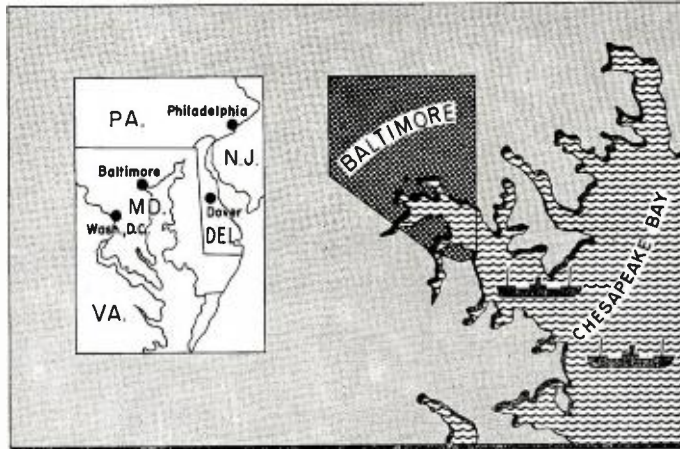 PA.
Philadelphia
N.J.
Baltimore
MD.
Dover
Wash., D.C.
DEL.
VA.
BALTIMORE
CHESAPEAKE BAY